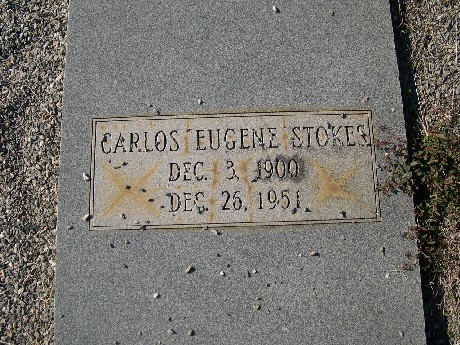 CARLOS EUGENE STOKES
DEC. 3, 1900
DEC. 26, 1951.